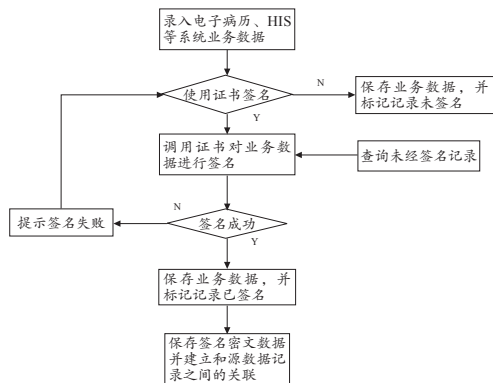 录入电子病历、HIS
等系统业务数据
使用证书签名
N
保存业务数据，并
标记记录未签名
Y
调用证书对业务数
据进行签名
查询未经签名记录
提示签名失败
N
签名成功
Y
保存业务数据，并
标记记录已签名
保存签名密文数据
并建立和源数据记
录之间的关联